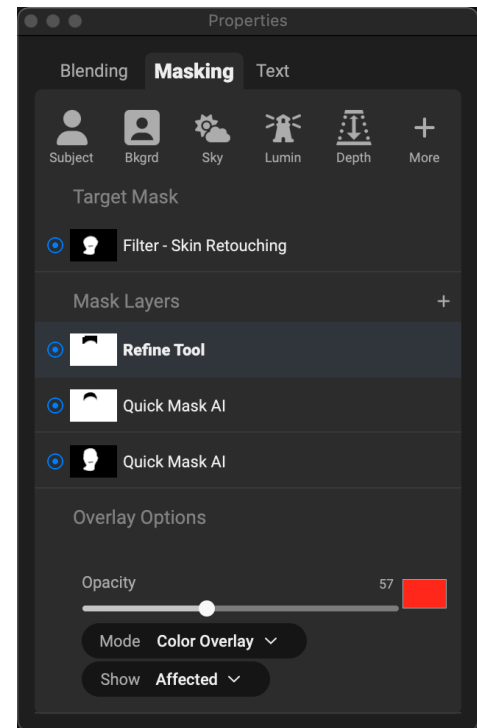 Properties
Blending Masking Text
Subject Bkgrd Sky Lumin Depth More
Target Mask
Filter - Skin Retouching
Mask Layers +
Refine Tool
Quick Mask AI
Quick Mask AI
Overlay Options
Opacity 57
Mode Color Overlay
Show Affected